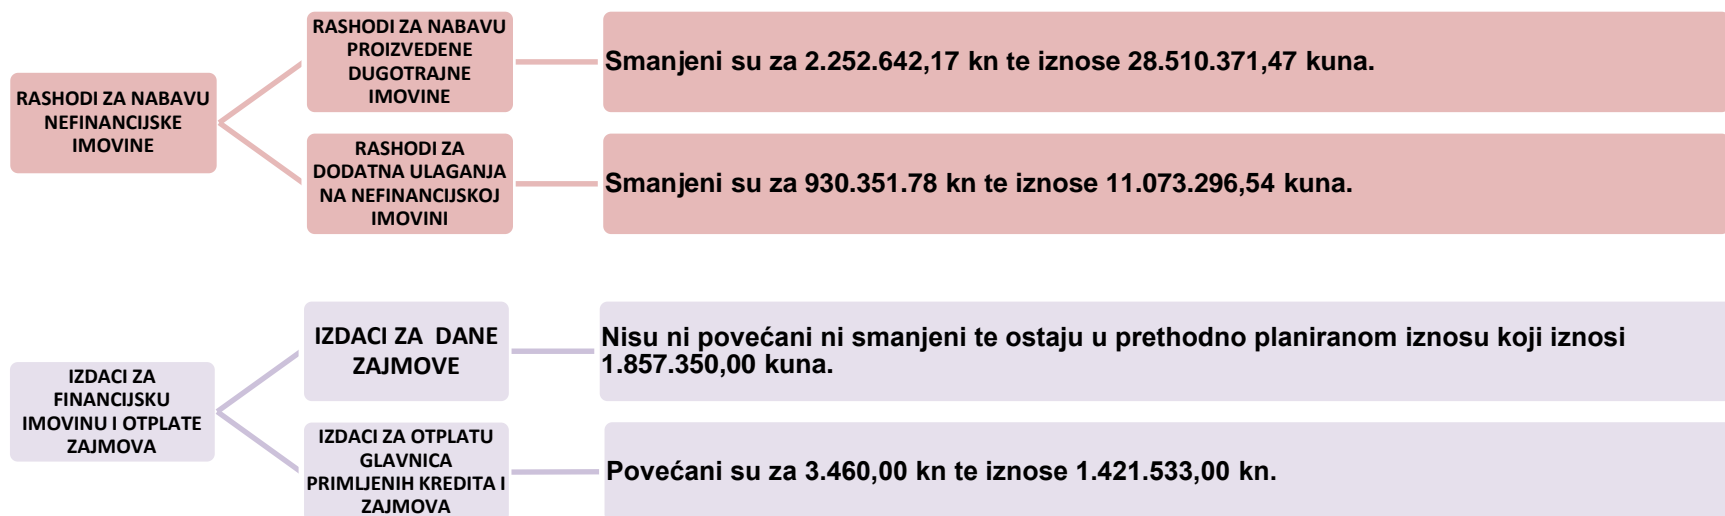 RASHODI ZA NABAVU
NEFINANCIJSKE
IMOVINE
RASHODI ZA NABAVU
PROIZVEDENE
DUGOTRAJNE
IMOVINE
Smanjeni su za 2.252.642,17 kn te iznose 28.510.371,47 kuna.
RASHODI ZA
DODATNA ULAGANJA
NA NEFINANCIJSKOJ
IMOVINI
Smanjeni su za 930.351.78 kn te iznose 11.073.296,54 kuna.
IZDACI ZA
FINANCIJSKU
IMOVINU I OTPLATE
ZAJMOVA
IZDACI ZA DANE
ZAJMOVE
Nisu ni povećani ni smanjeni te ostaju u prethodno planiranom iznosu koji iznosi
1.857.350,00 kuna.
IZDACI ZA OTPLATU
GLAVNICA
PRIMLJENIH KREDITA I
ZAJMOVA
Povećani su za 3.460,00 kn te iznose 1.421.533,00 kn.